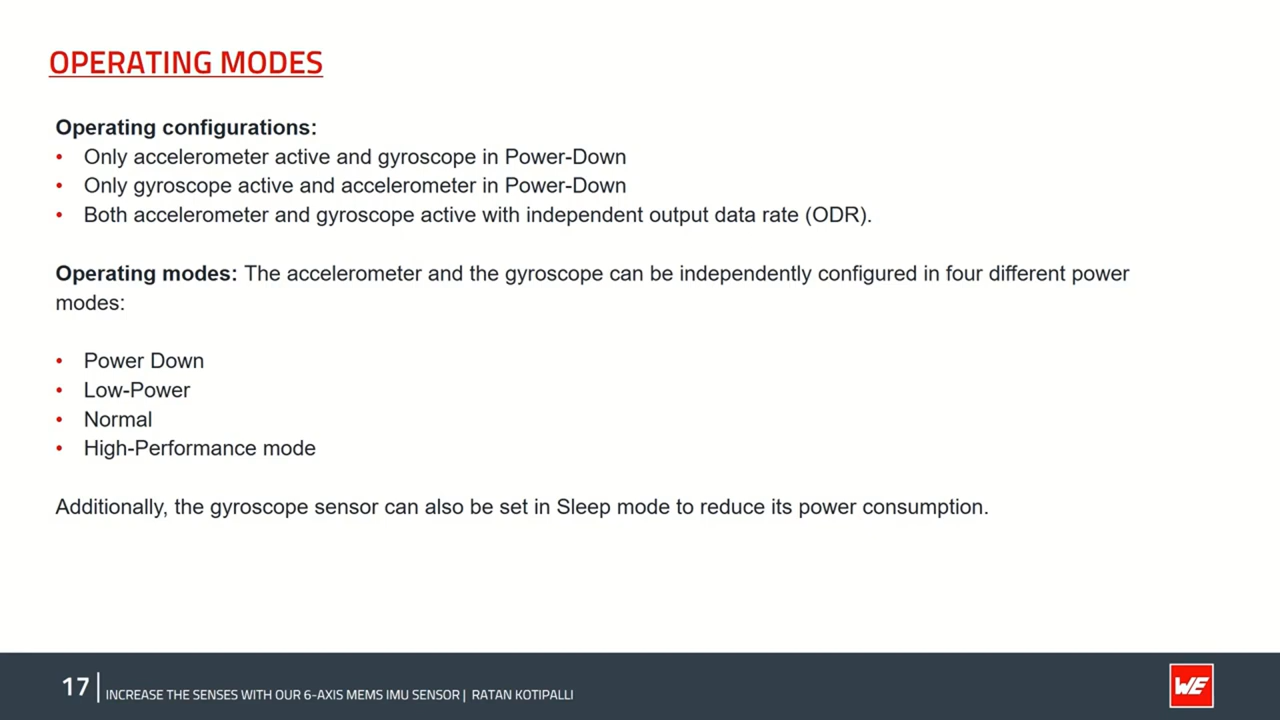 OPERATING MODES
Operating configurations:
• Only accelerometer active and gyroscope in Power-Down
• Only gyroscope active and accelerometer in Power-Down
• Both accelerometer and gyroscope active with independent output data rate (ODR).
Operating modes: The accelerometer and the gyroscope can be independently configured in four different power
modes:
• Power Down
• Low-Power
• Normal
• High-Performance mode
Additionally, the gyroscope sensor can also be set in Sleep mode to reduce its power consumption.
17 | INCREASE THE SENSES WITH OUR 6-AXIS MEMS IMU SENSOR | RATAN KOTIPALLI
WE